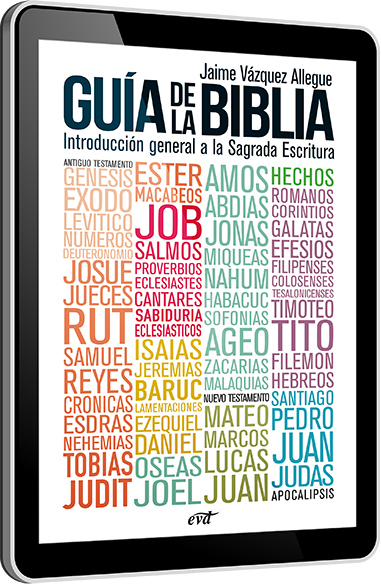 Jaime Vázquez Allegue
GUÍA DE LA BIBLIA
Introducción general a la Sagrada Escritura
ANTIGUO TESTAMENTO
GENESIS
EXODO
LEVITICO
NUMEROS
DEUTERONOMIO
JOSUE
JUECES
RUT
SAMUEL
REYES
CRONICAS
ESDRAS
NEHEMIAS
TOBIAS
JUDIT
ESTER
MACABEOS
JOB
SALMOS
PROVERBIOS
ECLESIASTES
CANTARES
SABIDURIA
ECLESIASTICOS
ISAIAS
JEREMIAS
BARUC
LAMENTACIONES
EZEQUIEL
DANIEL
OSEAS
JOEL
AMOS
ABDIAS
JONAS
MIQUEAS
NAHUM
HABACUC
SOFONIAS
AGEO
ZACARIAS
MALAQUIAS
NUEVO TESTAMENTO
MATEO
MARCOS
LUCAS
JUAN
HECHOS
ROMANOS
CORINTIOS
GALATAS
EFESIOS
FILIPENSES
COLOSENSES
TESALONICENSES
TIMOTEO
TITO
FILEMON
HEBREOS
SANTIAGO
PEDRO
JUAN
JUDAS
APOCALIPSIS
evd